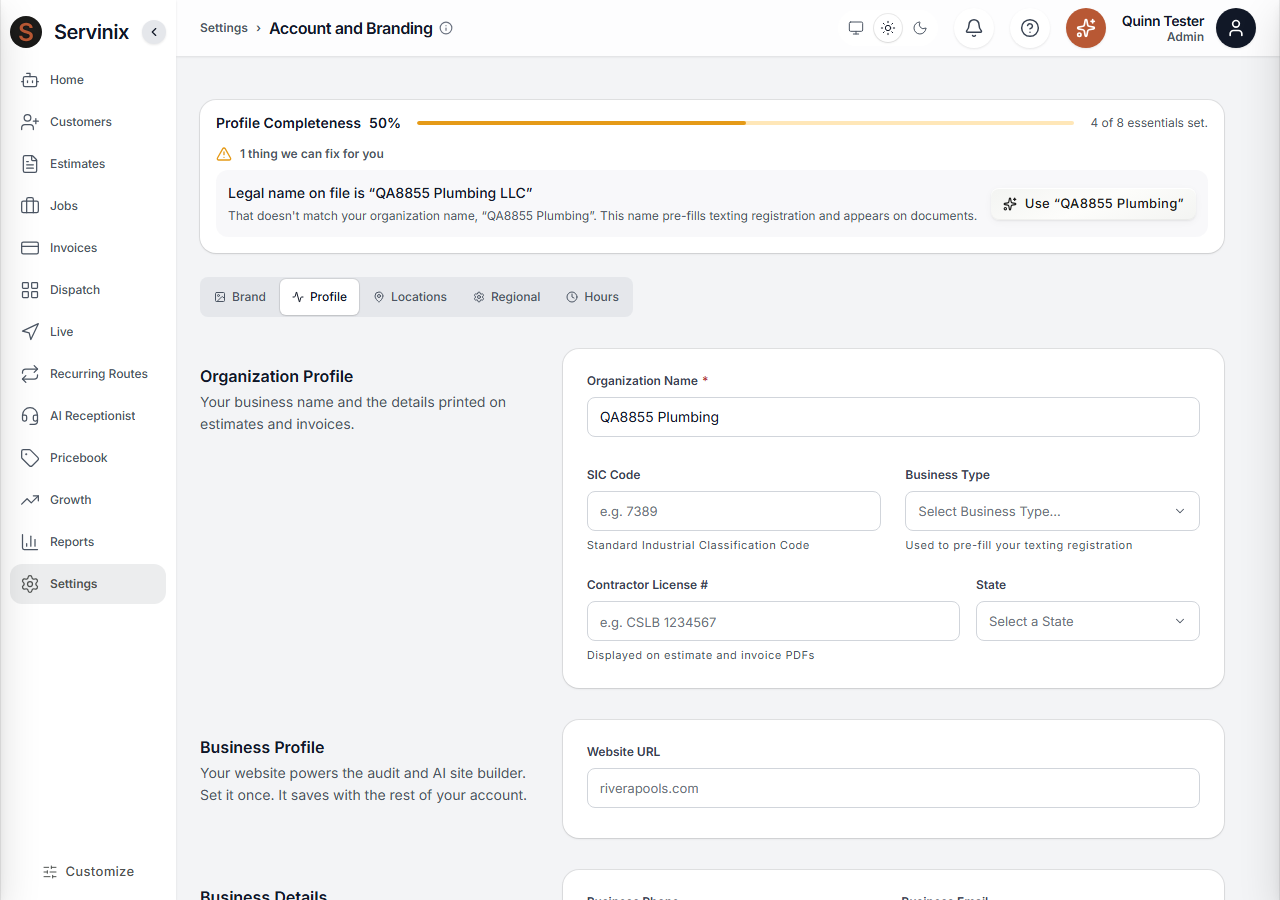 Servinix
Settings › Account and Branding
Quinn Tester
Admin
Home
Customers
Estimates
Jobs
Invoices
Dispatch
Live
Recurring Routes
AI Receptionist
Pricebook
Growth
Reports
Settings
Customize
Profile Completeness 50%
4 of 8 essentials set.
1 thing we can fix for you
Legal name on file is “QA8855 Plumbing LLC”
That doesn't match your organization name, “QA8855 Plumbing”. This name pre-fills texting registration and appears on documents.
Use “QA8855 Plumbing”
Brand
Profile
Locations
Regional
Hours
Organization Profile
Your business name and the details printed on
estimates and invoices.
Organization Name *
QA8855 Plumbing
SIC Code
Business Type
e.g. 7389
Select Business Type...
Standard Industrial Classification Code
Used to pre-fill your texting registration
Contractor License #
State
e.g. CSLB 1234567
Select a State
Displayed on estimate and invoice PDFs
Business Profile
Your website powers the audit and AI site builder.
Set it once. It saves with the rest of your account.
Website URL
riverapools.com
Business Details
Business Phone
Business Email